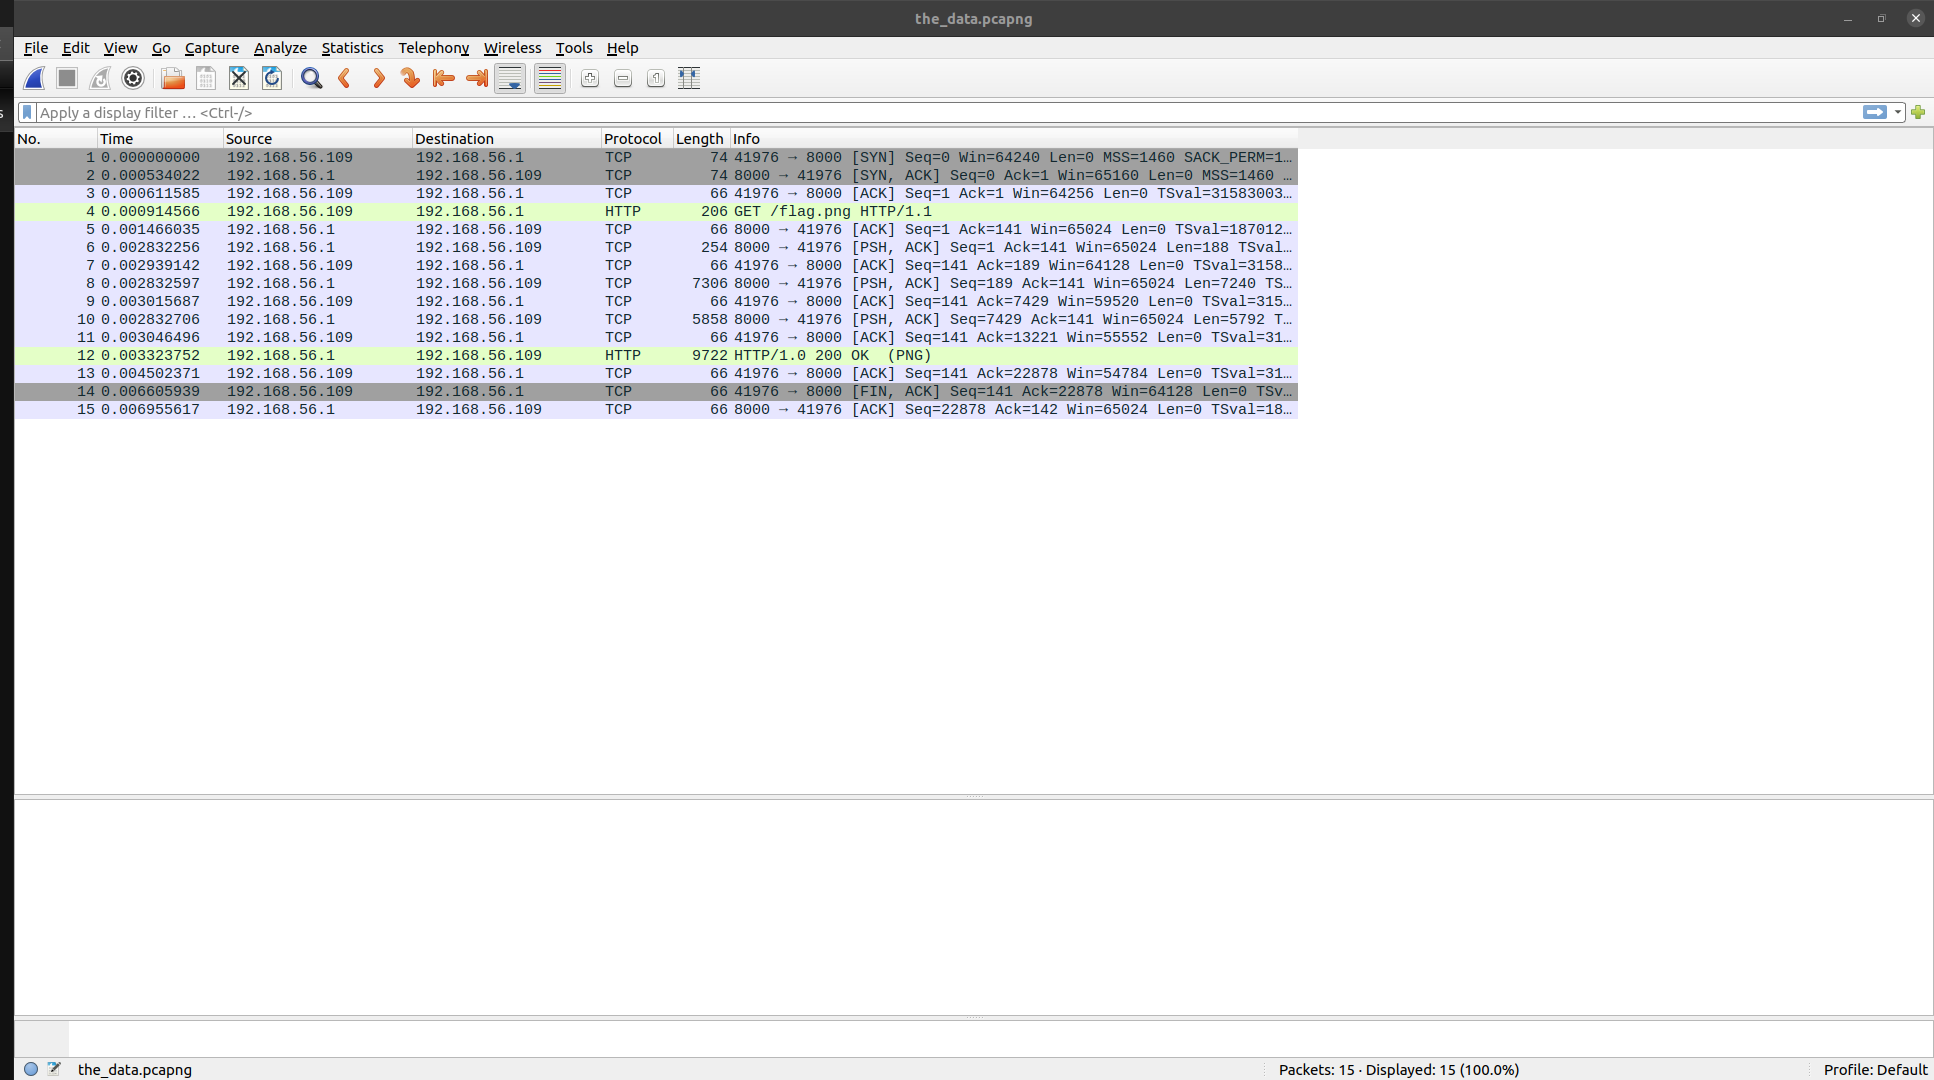 the_data.pcapng
File Edit View Go Capture Analyze Statistics Telephony Wireless Tools Help
Apply a display filter … <Ctrl-/>
No. Time Source Destination Protocol Length Info
1 0.000000000 192.168.56.109 192.168.56.1 TCP 74 41976 → 8000 [SYN] Seq=0 Win=64240 Len=0 MSS=1460 SACK_PERM=1…
2 0.000534022 192.168.56.1 192.168.56.109 TCP 74 8000 → 41976 [SYN, ACK] Seq=0 Ack=1 Win=65160 Len=0 MSS=1460 …
3 0.000611585 192.168.56.109 192.168.56.1 TCP 66 41976 → 8000 [ACK] Seq=1 Ack=1 Win=64256 Len=0 TSval=31583003…
4 0.000914566 192.168.56.109 192.168.56.1 HTTP 206 GET /flag.png HTTP/1.1
5 0.001466035 192.168.56.1 192.168.56.109 TCP 66 8000 → 41976 [ACK] Seq=1 Ack=141 Win=65024 Len=0 TSval=187012…
6 0.002832256 192.168.56.1 192.168.56.109 TCP 254 8000 → 41976 [PSH, ACK] Seq=1 Ack=141 Win=65024 Len=188 TSval…
7 0.002939142 192.168.56.109 192.168.56.1 TCP 66 41976 → 8000 [ACK] Seq=141 Ack=189 Win=64128 Len=0 TSval=3158…
8 0.002832597 192.168.56.1 192.168.56.109 TCP 7306 8000 → 41976 [PSH, ACK] Seq=189 Ack=141 Win=65024 Len=7240 TS…
9 0.003015687 192.168.56.109 192.168.56.1 TCP 66 41976 → 8000 [ACK] Seq=141 Ack=7429 Win=59520 Len=0 TSval=315…
10 0.002832706 192.168.56.1 192.168.56.109 TCP 5858 8000 → 41976 [PSH, ACK] Seq=7429 Ack=141 Win=65024 Len=5792 T…
11 0.003046496 192.168.56.109 192.168.56.1 TCP 66 41976 → 8000 [ACK] Seq=141 Ack=13221 Win=55552 Len=0 TSval=31…
12 0.003323752 192.168.56.1 192.168.56.109 HTTP 9722 HTTP/1.0 200 OK (PNG)
13 0.004502371 192.168.56.109 192.168.56.1 TCP 66 41976 → 8000 [ACK] Seq=141 Ack=22878 Win=54784 Len=0 TSval=31…
14 0.006605939 192.168.56.109 192.168.56.1 TCP 66 41976 → 8000 [FIN, ACK] Seq=141 Ack=22878 Win=64128 Len=0 TSv…
15 0.006955617 192.168.56.1 192.168.56.109 TCP 66 8000 → 41976 [ACK] Seq=22878 Ack=142 Win=65024 Len=0 TSval=18…
the_data.pcapng Packets: 15 · Displayed: 15 (100.0%) Profile: Default